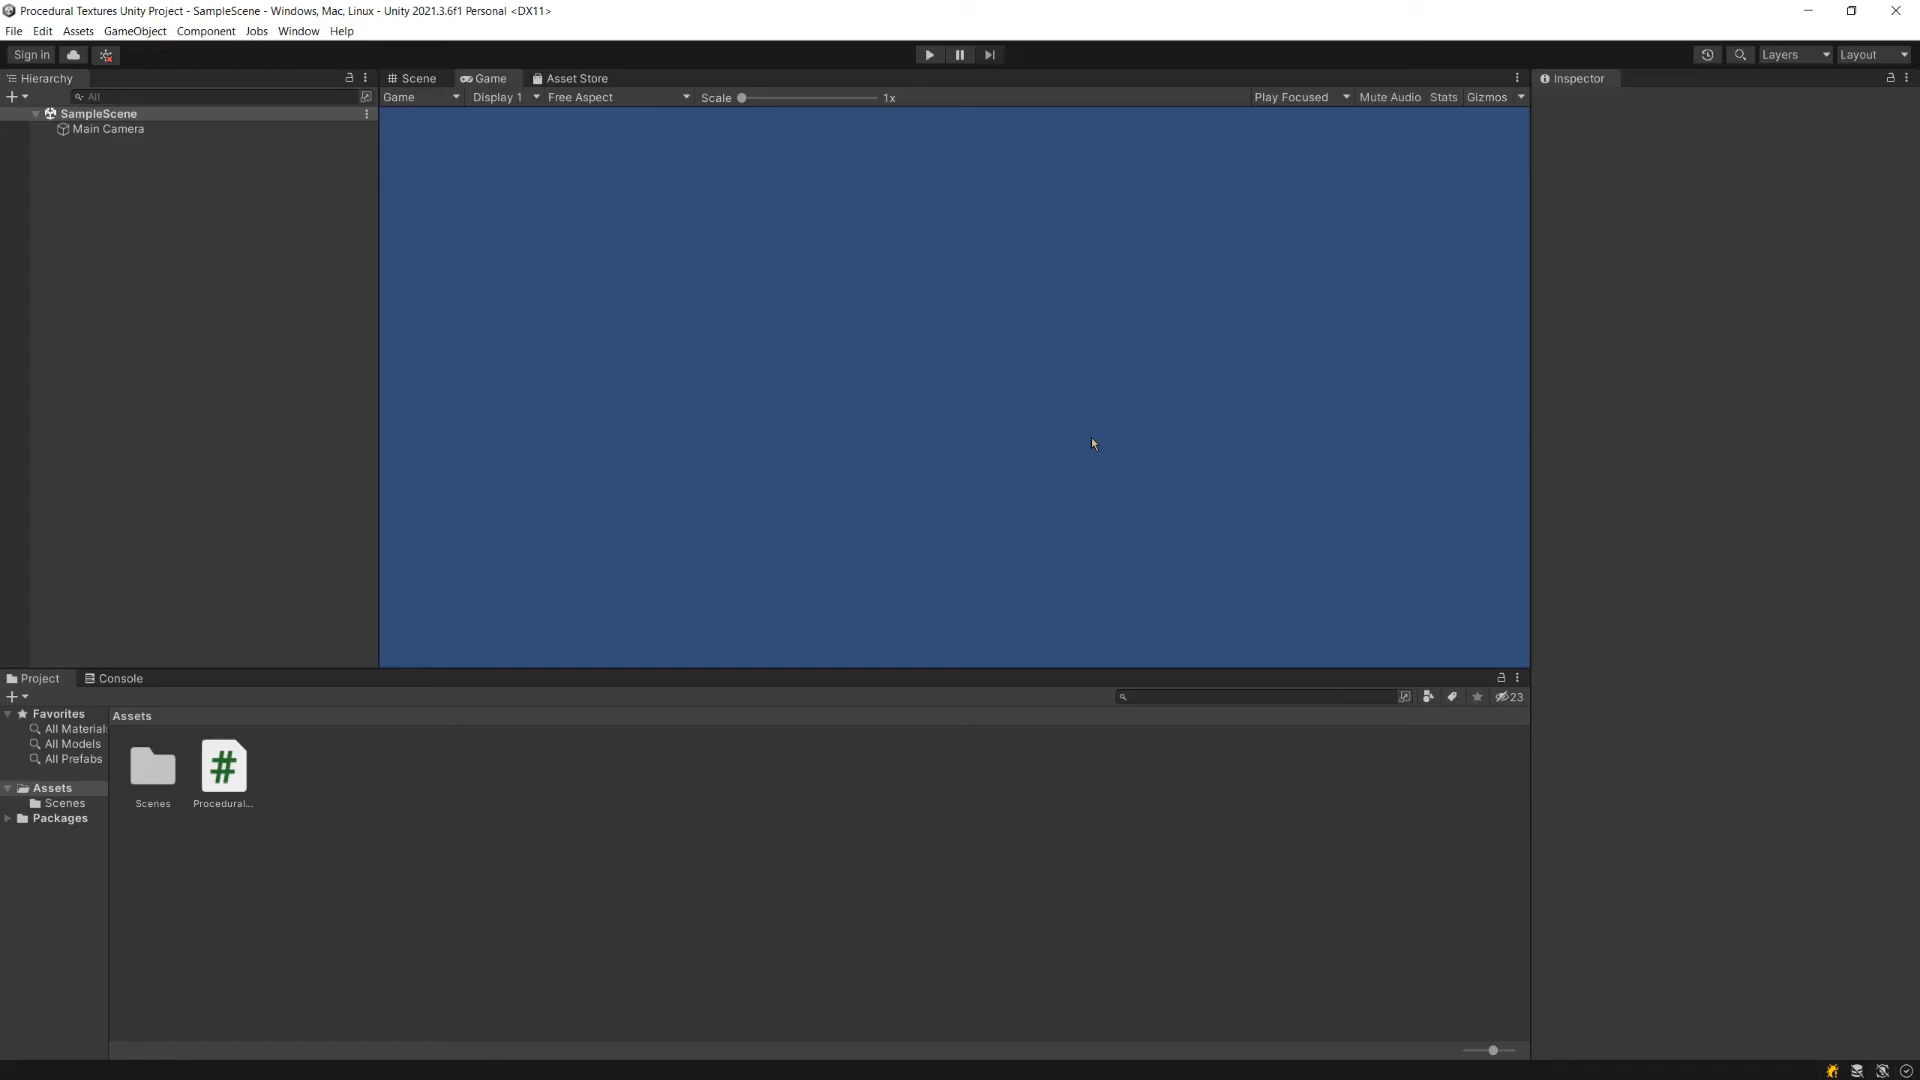 Procedural Textures Unity Project - SampleScene - Windows, Mac, Linux - Unity 2021.3.6f1 Personal <DX11>
File Edit Assets GameObject Component Jobs Window Help
Sign in
Layers
Layout
Hierarchy
Scene
Game
Asset Store
Inspector
All
Game
Display 1
Free Aspect
Scale
1x
Play Focused
Mute Audio
Stats
Gizmos
SampleScene
Main Camera
Project
Console
23
Favorites
All Material
All Models
All Prefabs
Assets
Scenes
Packages
Assets
Scenes
Procedural...